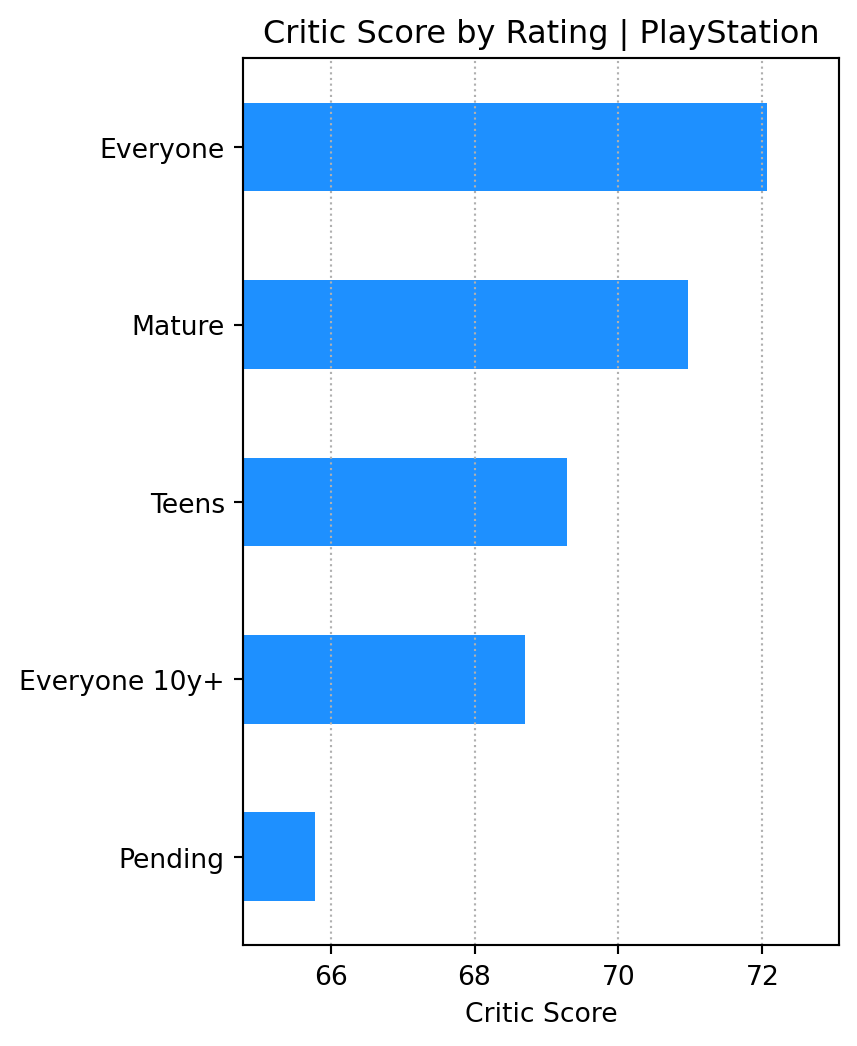 Critic Score by Rating | PlayStation
Everyone
Mature
Teens
Everyone 10y+
Pending
66 68 70 72
Critic Score